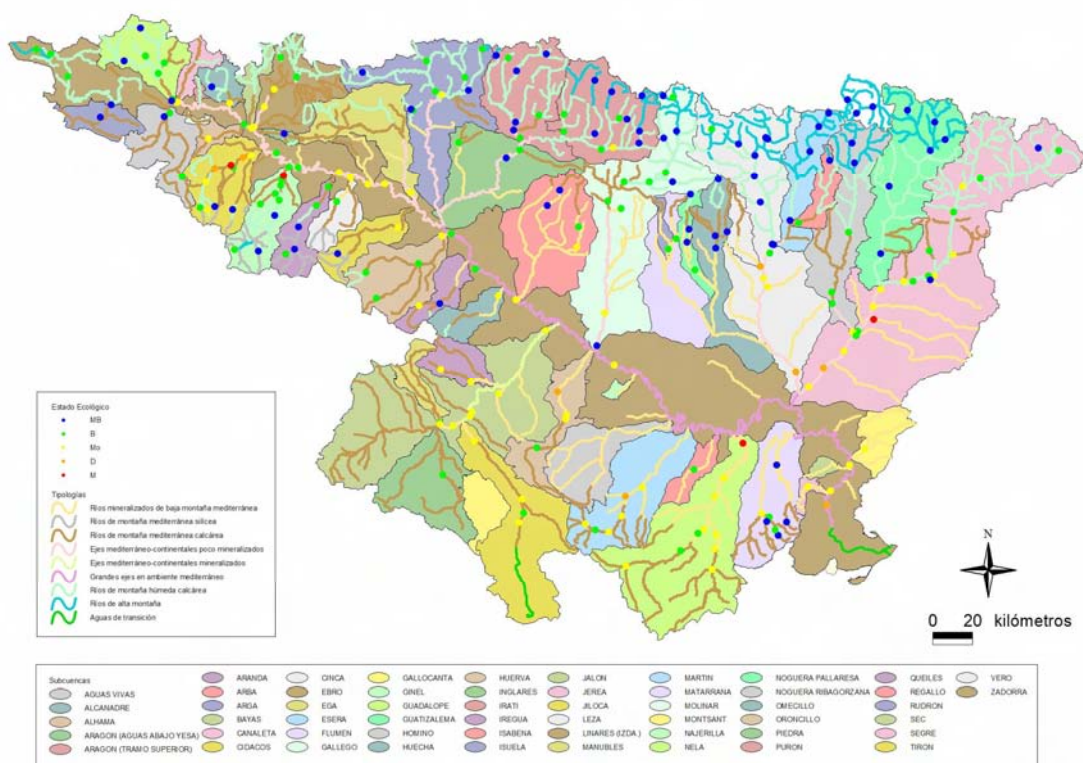 Estado Ecológico
MB
B
Mo
D
M
Tipologías
Ríos mineralizados de baja montaña mediterránea
Ríos de montaña mediterránea silícea
Ríos de montaña mediterránea calcárea
Ejes mediterráneo-continentales poco mineralizados
Ejes mediterráneo-continentales mineralizados
Grandes ejes en ambiente mediterráneo
Ríos de montaña húmeda calcárea
Ríos de alta montaña
Aguas de transición
N
0 20 kilómetros
Subcuencas
AGUAS VIVAS
ALCANADRE
ALHAMA
ARAGON (AGUAS ABAJO YESA)
ARAGON (TRAMO SUPERIOR)
ARANDA
ARBA
ARGA
BAYAS
CANALETA
CIDACOS
CINCA
EBRO
EGA
ESERA
FLUMEN
GALLEGO
GALLOCANTA
GINEL
GUADALOPE
GUATIZALEMA
HOMINO
HUECHA
HUERVA
INGLARES
IRATI
IREGUA
ISABENA
ISUELA
JALON
JEREA
JILOCA
LEZA
LINARES (IZDA.)
MANUBLES
MARTIN
MATARRANA
MOLINAR
MONTSANT
NAJERILLA
NELA
NOGUERA PALLARESA
NOGUERA RIBAGORZANA
OMECILLO
ORONCILLO
PIEDRA
PURON
QUEILES
REGALLO
RUDRON
SEC
SEGRE
TIRON
VERO
ZADORRA